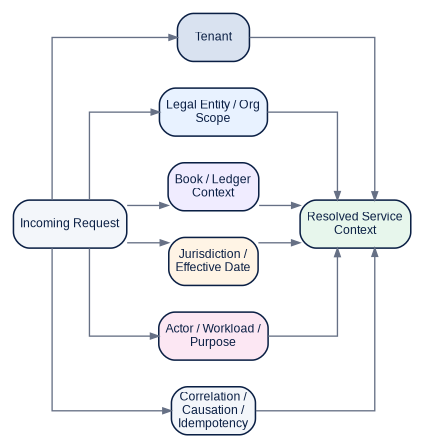 Tenant
Legal Entity / Org
Scope
Book / Ledger
Context
Incoming Request
Resolved Service
Context
Jurisdiction /
Effective Date
Actor / Workload /
Purpose
Correlation /
Causation /
Idempotency